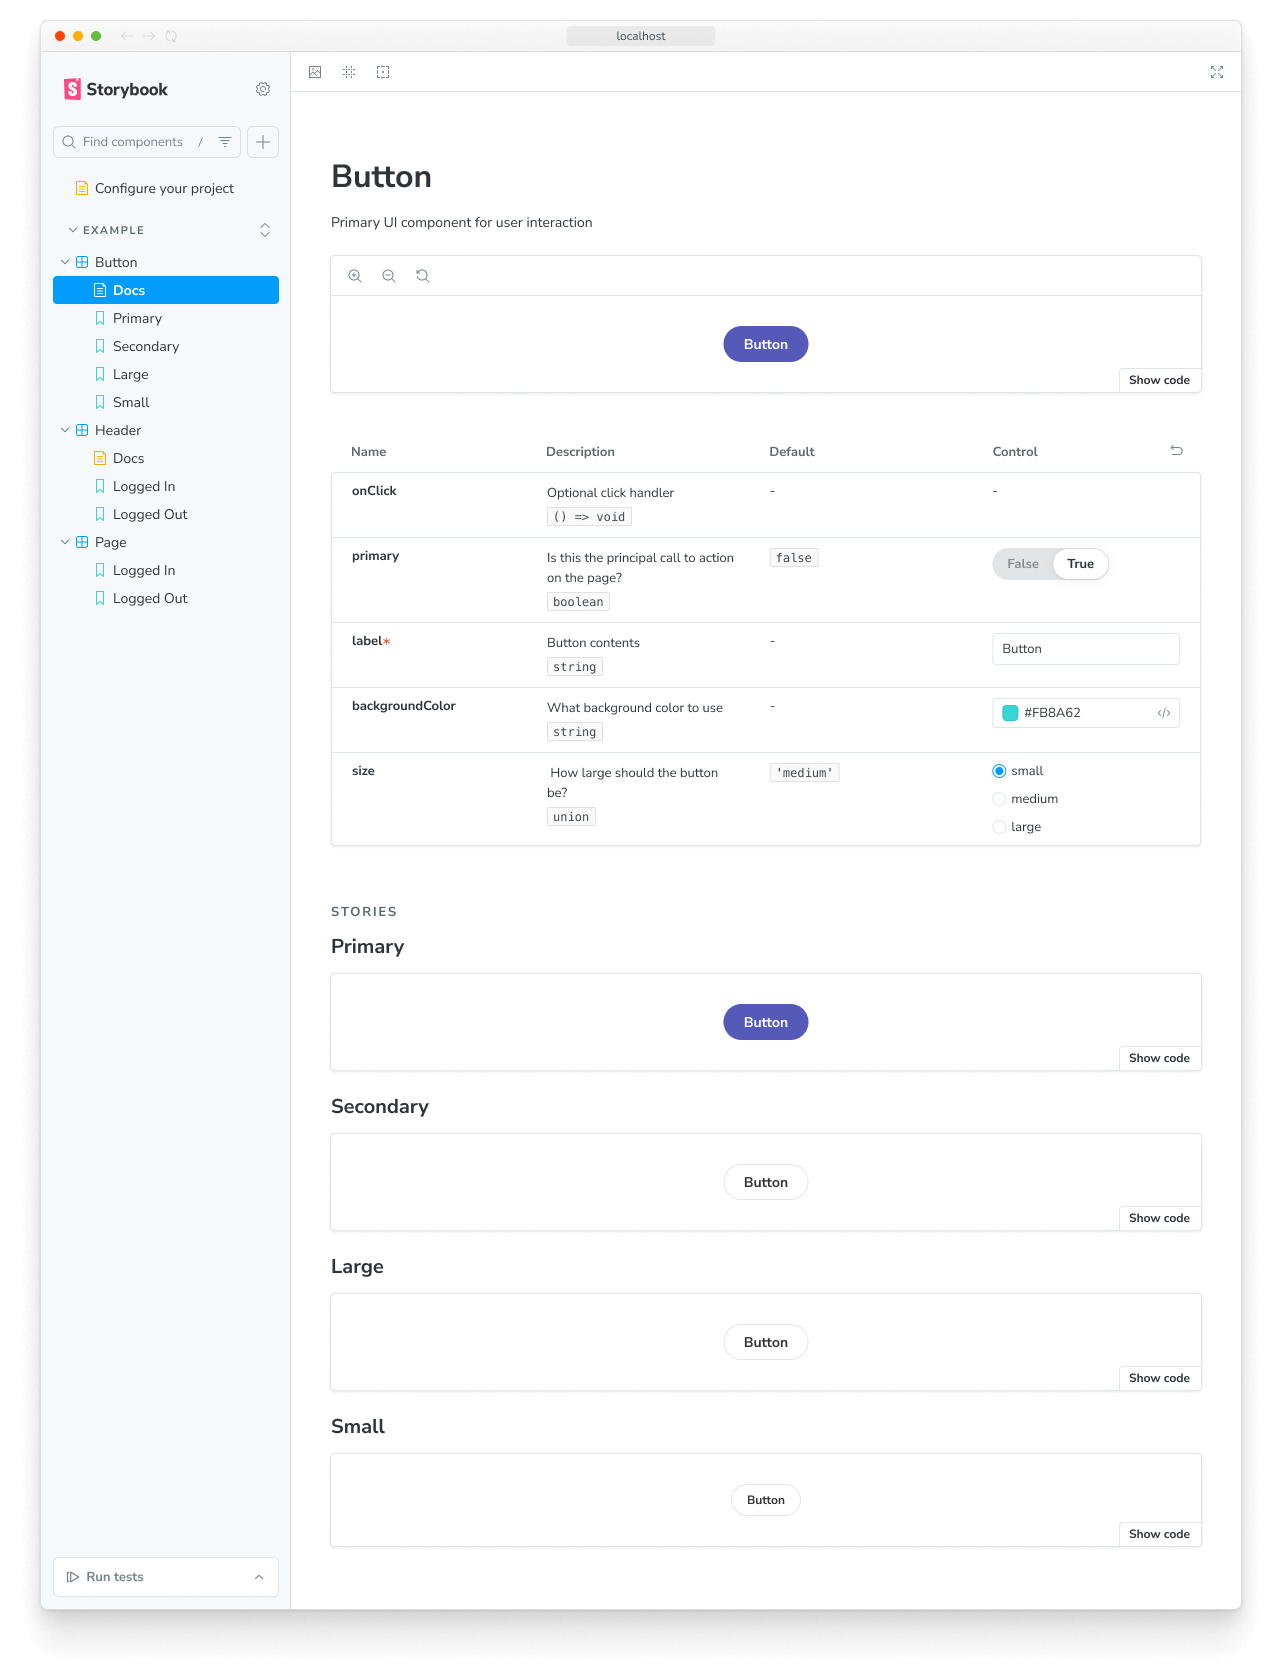 localhost
Storybook
Find components /
Configure your project
EXAMPLE
Button
Docs
Primary
Secondary
Large
Small
Header
Docs
Logged In
Logged Out
Page
Logged In
Logged Out
Run tests
Button
Primary UI component for user interaction
Button
Show code
Name Description Default Control
onClick Optional click handler - -
() => void
primary Is this the principal call to action false False True
on the page?
boolean
label* Button contents - Button
string
backgroundColor What background color to use - #FB8A62 </>
string
size How large should the button 'medium' small
be? medium
union large
STORIES
Primary
Button
Show code
Secondary
Button
Show code
Large
Button
Show code
Small
Button
Show code